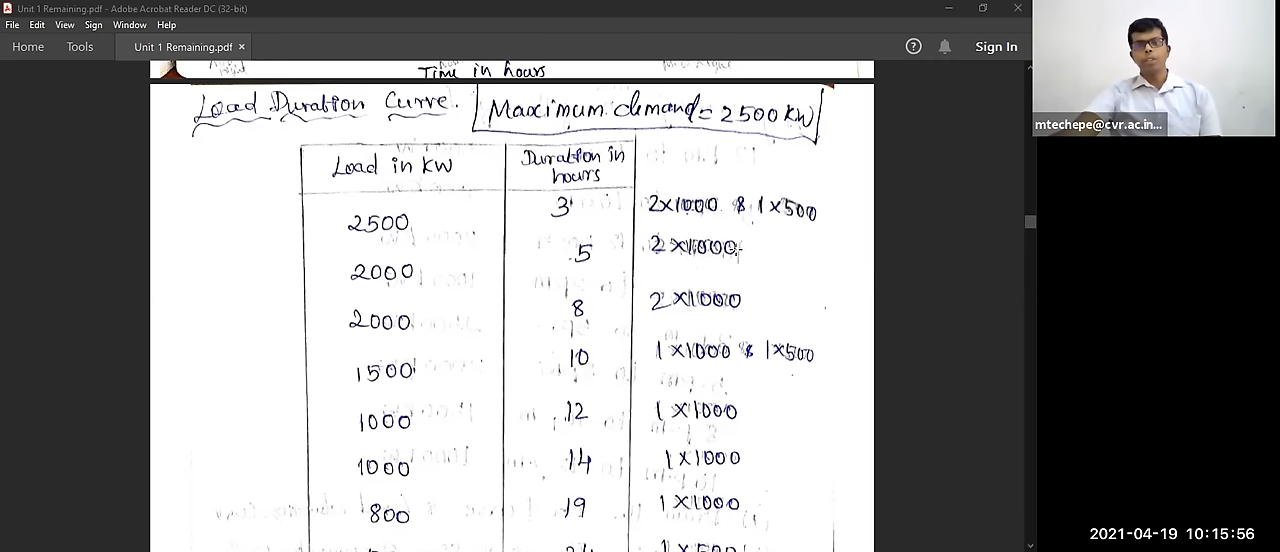 Unit 1 Remaining.pdf - Adobe Acrobat Reader DC (32-bit)
File Edit View Sign Window Help
Home Tools Unit 1 Remaining.pdf × Sign In
Time in hours
Load Duration Curve. Maximum demand = 2500 kW
Load in kW Duration in hours
2500 3 2x1000 & 1x500
2000 5 2x1000
2000 8 2x1000
1500 10 1x1000 & 1x500
1000 12 1x1000
1000 14 1x1000
800 19 1x1000
1x500
mtechepe@cvr.ac.in...
2021-04-19 10:15:56